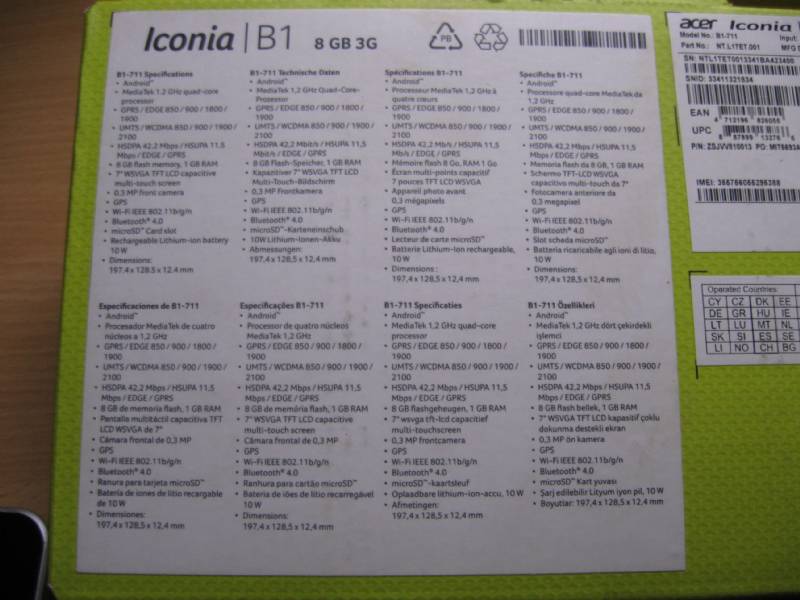 Iconia | B1 8 GB 3G
PB
B1-711 Specifications
• Android™
• MediaTek 1.2 GHz quad-core
processor
• GPRS / EDGE 850 / 900 / 1800 /
1900
• UMTS / WCDMA 850 / 900 / 1900 /
2100
• HSDPA 42.2 Mbps / HSUPA 11.5
Mbps / EDGE / GPRS
• 8 GB flash memory, 1 GB RAM
• 7" WSVGA TFT LCD capacitive
multi-touch screen
• 0.3 MP front camera
• GPS
• Wi-Fi IEEE 802.11b/g/n
• Bluetooth® 4.0
• microSD™ Card slot
• Rechargeable Lithium-ion battery
10 W
• Dimensions:
197.4 x 128.5 x 12.4 mm
B1-711 Technische Daten
• Android™
• MediaTek 1,2 GHz Quad-Core-
Prozessor
• GPRS / EDGE 850 / 900 / 1800 /
1900
• UMTS / WCDMA 850 / 900 / 1900 /
2100
• HSDPA 42,2 Mbit/s / HSUPA 11,5
Mbit/s / EDGE / GPRS
• 8 GB Flash-Speicher, 1 GB RAM
• Kapazitiver 7" WSVGA TFT LCD
Multi-Touch-Bildschirm
• 0,3 MP Frontkamera
• GPS
• Wi-Fi IEEE 802.11b/g/n
• Bluetooth® 4.0
• microSD™-Karteneinschub
• 10W Lithium-Ionen-Akku
• Abmessungen:
197,4 x 128,5 x 12,4 mm
Spécifications B1-711
• Android™
• Processeur MediaTek 1,2 GHz à
quatre cœurs
• GPRS / EDGE 850 / 900 / 1800 /
1900
• UMTS / WCDMA 850 / 900 / 1900 /
2100
• HSDPA 42,2 Mbps / HSUPA 11,5
Mbps / EDGE / GPRS
• Mémoire flash 8 Go, RAM 1 Go
• Écran multi-points capacitif
7 pouces TFT LCD WSVGA
• Appareil photo avant
0,3 mégapixels
• GPS
• Wi-Fi IEEE 802.11b/g/n
• Bluetooth® 4.0
• Lecteur de carte microSD™
• Batterie Lithium-Ion rechargeable,
10 W
• Dimensions :
197,4 x 128,5 x 12,4 mm
Specifiche B1-711
• Android™
• Processore quad-core MediaTek da
1,2 GHz
• GPRS / EDGE 850 / 900 / 1800 /
1900
• UMTS / WCDMA 850 / 900 / 1900 /
2100
• HSDPA 42,2 Mbps / HSUPA 11,5
Mbps / EDGE / GPRS
• Memoria flash da 8 GB, 1 GB RAM
• Schermo TFT-LCD WSVGA
capacitivo multi-touch da 7"
• Fotocamera anteriore da
0,3 megapixel
• GPS
• Wi-Fi IEEE 802.11b/g/n
• Bluetooth® 4.0
• Slot scheda microSD™
• Batteria ricaricabile agli ioni di litio,
10 W
• Dimensioni:
197,4 x 128,5 x 12,4 mm
Especificaciones de B1-711
• Android™
• Procesador MediaTek de cuatro
núcleos a 1,2 GHz
• GPRS / EDGE 850 / 900 / 1800 /
1900
• UMTS / WCDMA 850 / 900 / 1900 /
2100
• HSDPA 42,2 Mbps / HSUPA 11,5
Mbps / EDGE / GPRS
• 8 GB de memoria flash, 1 GB RAM
• Pantalla multitáctil capacitiva TFT
LCD WSVGA de 7"
• Cámara frontal de 0,3 MP
• GPS
• Wi-Fi IEEE 802.11b/g/n
• Bluetooth® 4.0
• Ranura para tarjeta microSD™
• Batería de iones de litio recargable
de 10 W
• Dimensiones:
197,4 x 128,5 x 12,4 mm
Especificações B1-711
• Android™
• Processador de quatro núcleos
MediaTek 1,2 GHz
• GPRS / EDGE 850 / 900 / 1800 /
1900
• UMTS / WCDMA 850 / 900 / 1900 /
2100
• HSDPA 42,2 Mbps / HSUPA 11,5
Mbps / EDGE / GPRS
• 8 GB de memória flash, 1 GB RAM
• 7" WSVGA TFT LCD capacitive
multi-touch screen
• Câmara frontal de 0,3 MP
• GPS
• Wi-Fi IEEE 802.11b/g/n
• Bluetooth® 4.0
• Ranhura para cartão microSD™
• Bateria de iões de lítio recarregável
10 W
• Dimensões:
197,4 x 128,5 x 12,4 mm
B1-711 Specificaties
• Android™
• MediaTek 1,2 GHz quad-core
processor
• GPRS / EDGE 850 / 900 / 1800 /
1900
• UMTS / WCDMA 850 / 900 / 1900 /
2100
• HSDPA 42,2 Mbps / HSUPA 11,5
Mbps / EDGE / GPRS
• 8 GB flashgeheugen, 1 GB RAM
• 7" wsvga tft-lcd capacitief
multi-touchscreen
• 0,3 MP frontcamera
• GPS
• Wi-Fi IEEE 802.11b/g/n
• Bluetooth® 4.0
• microSD™-kaartsleuf
• Oplaadbare lithium-ion-accu, 10 W
• Afmetingen:
197,4 x 128,5 x 12,4 mm
B1-711 Özellikleri
• Android™
• MediaTek 1,2 GHz dört çekirdekli
işlemci
• GPRS / EDGE 850 / 900 / 1800 /
1900
• UMTS / WCDMA 850 / 900 / 1900 /
2100
• HSDPA 42,2 Mbps / HSUPA 11,5
Mbps / EDGE / GPRS
• 8 GB flash bellek, 1 GB RAM
• 7" WSVGA TFT LCD kapasitif çoklu
dokunma destekli ekran
• 0,3 MP ön kamera
• GPS
• Wi-Fi IEEE 802.11b/g/n
• Bluetooth® 4.0
• microSD™ Kart yuvası
• Şarj edilebilir Lityum iyon pil, 10 W
• Boyutlar: 197,4 x 128,5 x 12,4 mm
acer Iconia
Model No.: B1-711 Input:
Part No.: NT.L1TET.001 MFG
SN: NTL1TET0013341BA423400
SNID: 33411321834
EAN
UPC
IMEI:
Operated Countries:
CY CZ DK EE
DE GR HU IE
LT LU MT NL
SK SI ES SE
LI NO CH BG